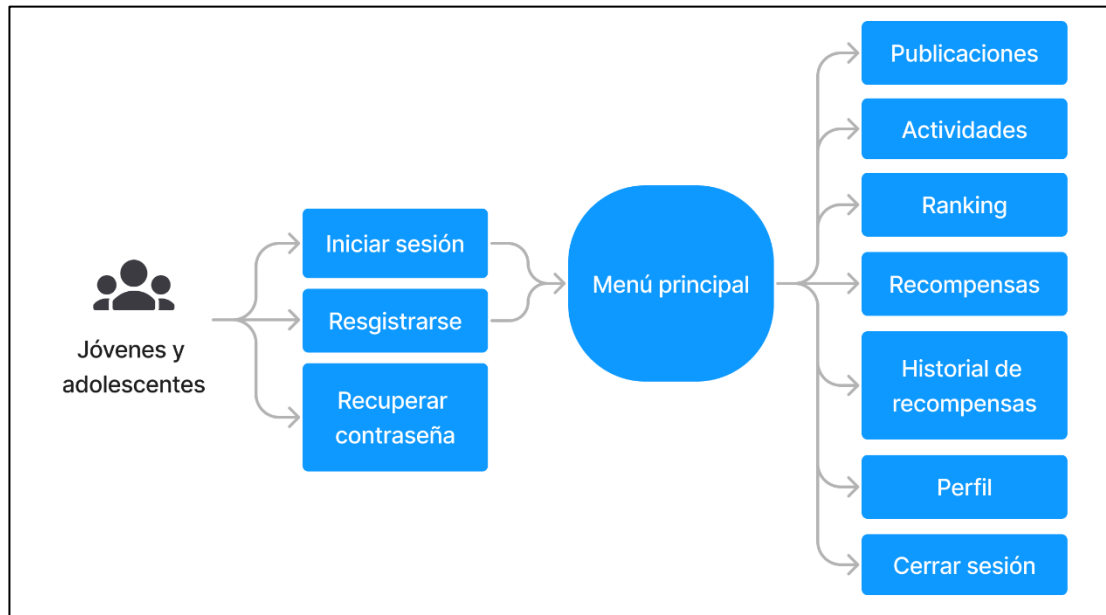 Jóvenes y
adolescentes
Iniciar sesión
Resgistrarse
Recuperar
contraseña
Menú principal
Publicaciones
Actividades
Ranking
Recompensas
Historial de
recompensas
Perfil
Cerrar sesión